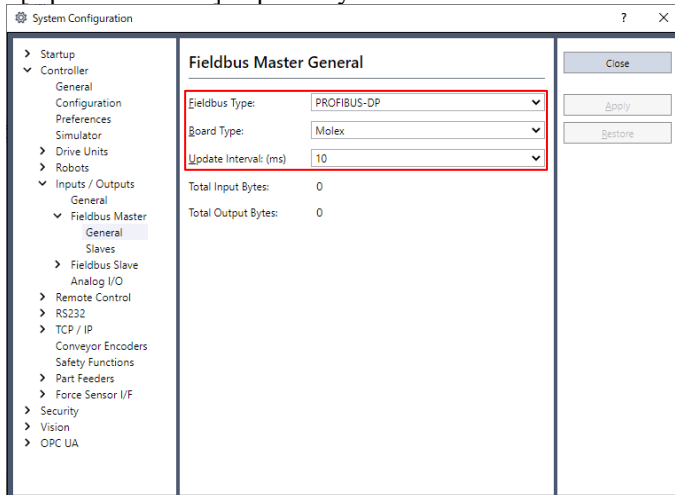 System Configuration
? ×
Startup
Controller
General
Configuration
Preferences
Simulator
Drive Units
Robots
Inputs / Outputs
General
Fieldbus Master
General
Slaves
Fieldbus Slave
Analog I/O
Remote Control
RS232
TCP / IP
Conveyor Encoders
Safety Functions
Part Feeders
Force Sensor I/F
Security
Vision
OPC UA
Fieldbus Master General
Fieldbus Type: PROFIBUS-DP
Board Type: Molex
Update Interval: (ms) 10
Total Input Bytes: 0
Total Output Bytes: 0
Close
Apply
Restore